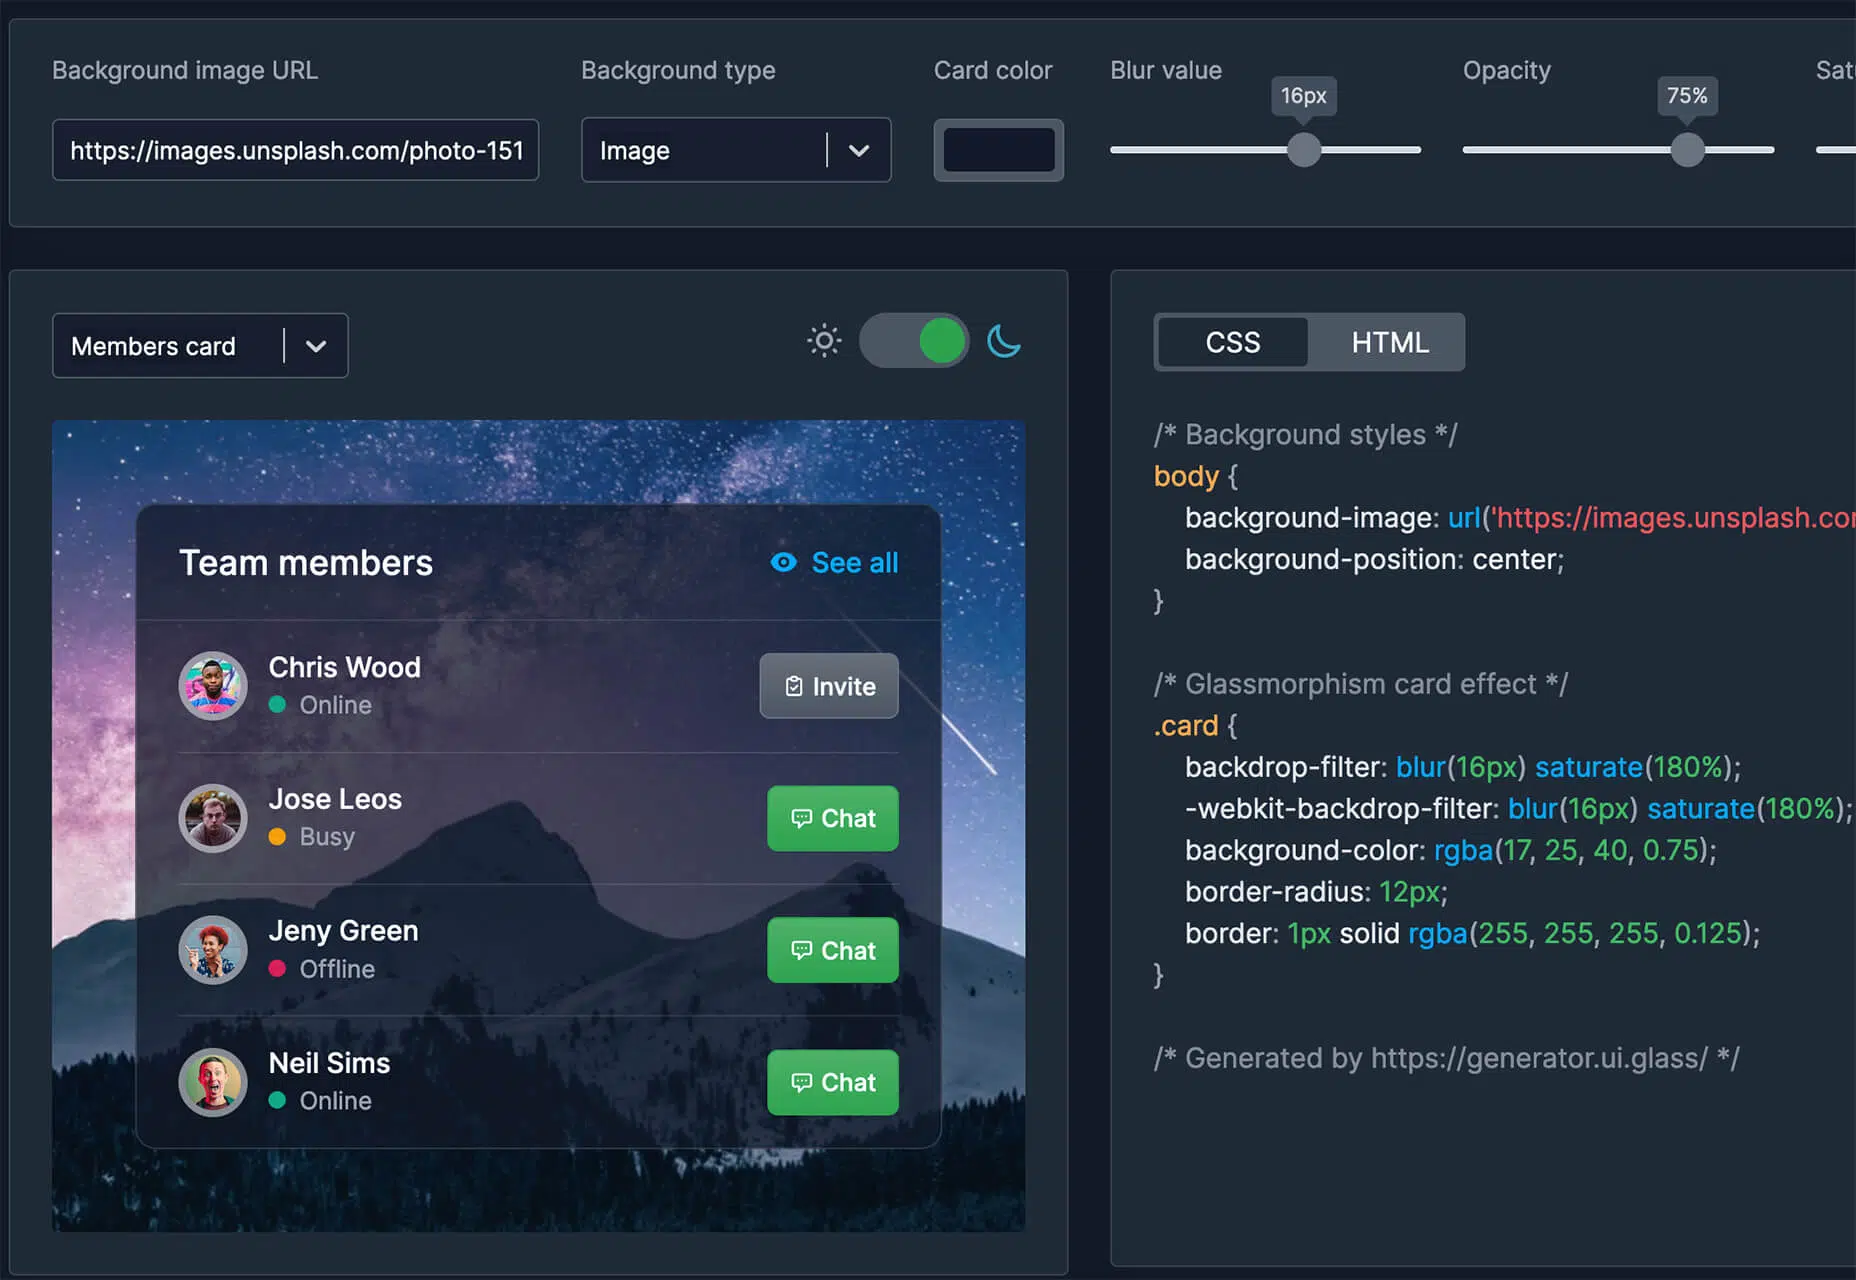 Background image URL
Background type
Card color
Blur value
Opacity
16px
75%
https://images.unsplash.com/photo-151
Image
Members card
CSS
HTML
Team members
See all
Chris Wood
Online
Invite
Jose Leos
Busy
Chat
Jeny Green
Offline
Chat
Neil Sims
Online
Chat
/* Background styles */
body {
background-image: url('https://images.unsplash.co
background-position: center;
}
/* Glassmorphism card effect */
.card {
backdrop-filter: blur(16px) saturate(180%);
-webkit-backdrop-filter: blur(16px) saturate(180%);
background-color: rgba(17, 25, 40, 0.75);
border-radius: 12px;
border: 1px solid rgba(255, 255, 255, 0.125);
}
/* Generated by https://generator.ui.glass/ */